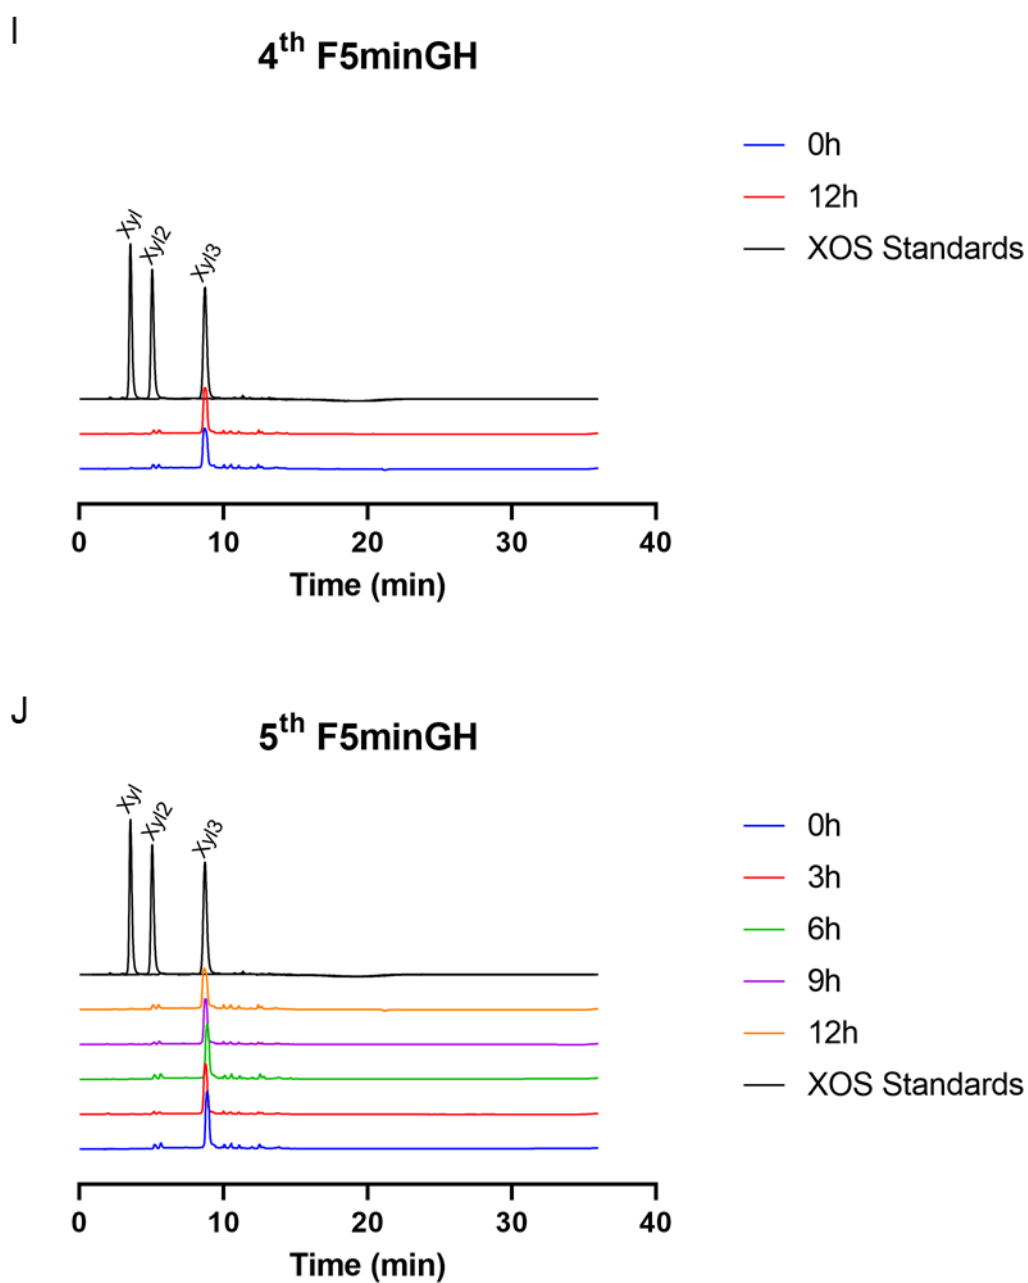 I
4th F5minGH
0h
12h
XOS Standards
Xyl
Xyl2
Xyl3
0 10 20 30 40
Time (min)
J
5th F5minGH
0h
3h
6h
9h
12h
XOS Standards
Xyl
Xyl2
Xyl3
0 10 20 30 40
Time (min)